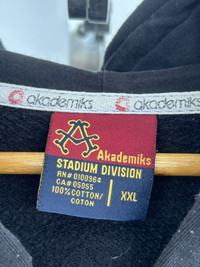 akademiks
akademiks
Akademiks
STADIUM DIVISION
RN# 0100964
CA# 05055
100% COTTON/
COTON
XXL